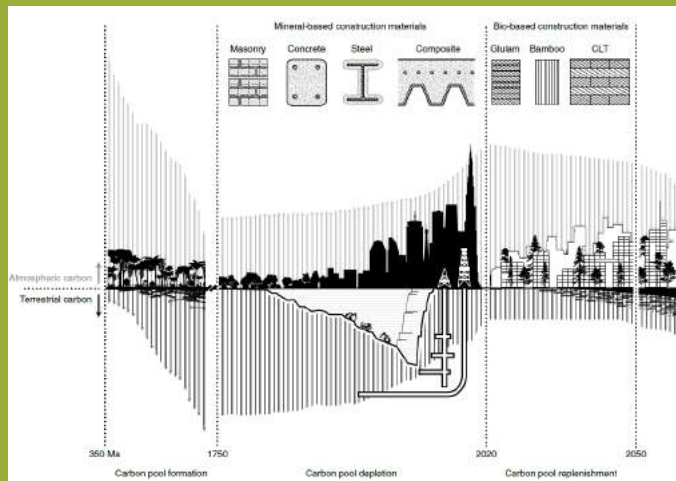 Mineral-based construction materials
Bio-based construction materials
Masonry
Concrete
Steel
Composite
Glulam
Bamboo
CLT
Atmospheric carbon
Terrestrial carbon
350 Ma
1750
2020
2050
Carbon pool formation
Carbon pool depletion
Carbon pool replenishment